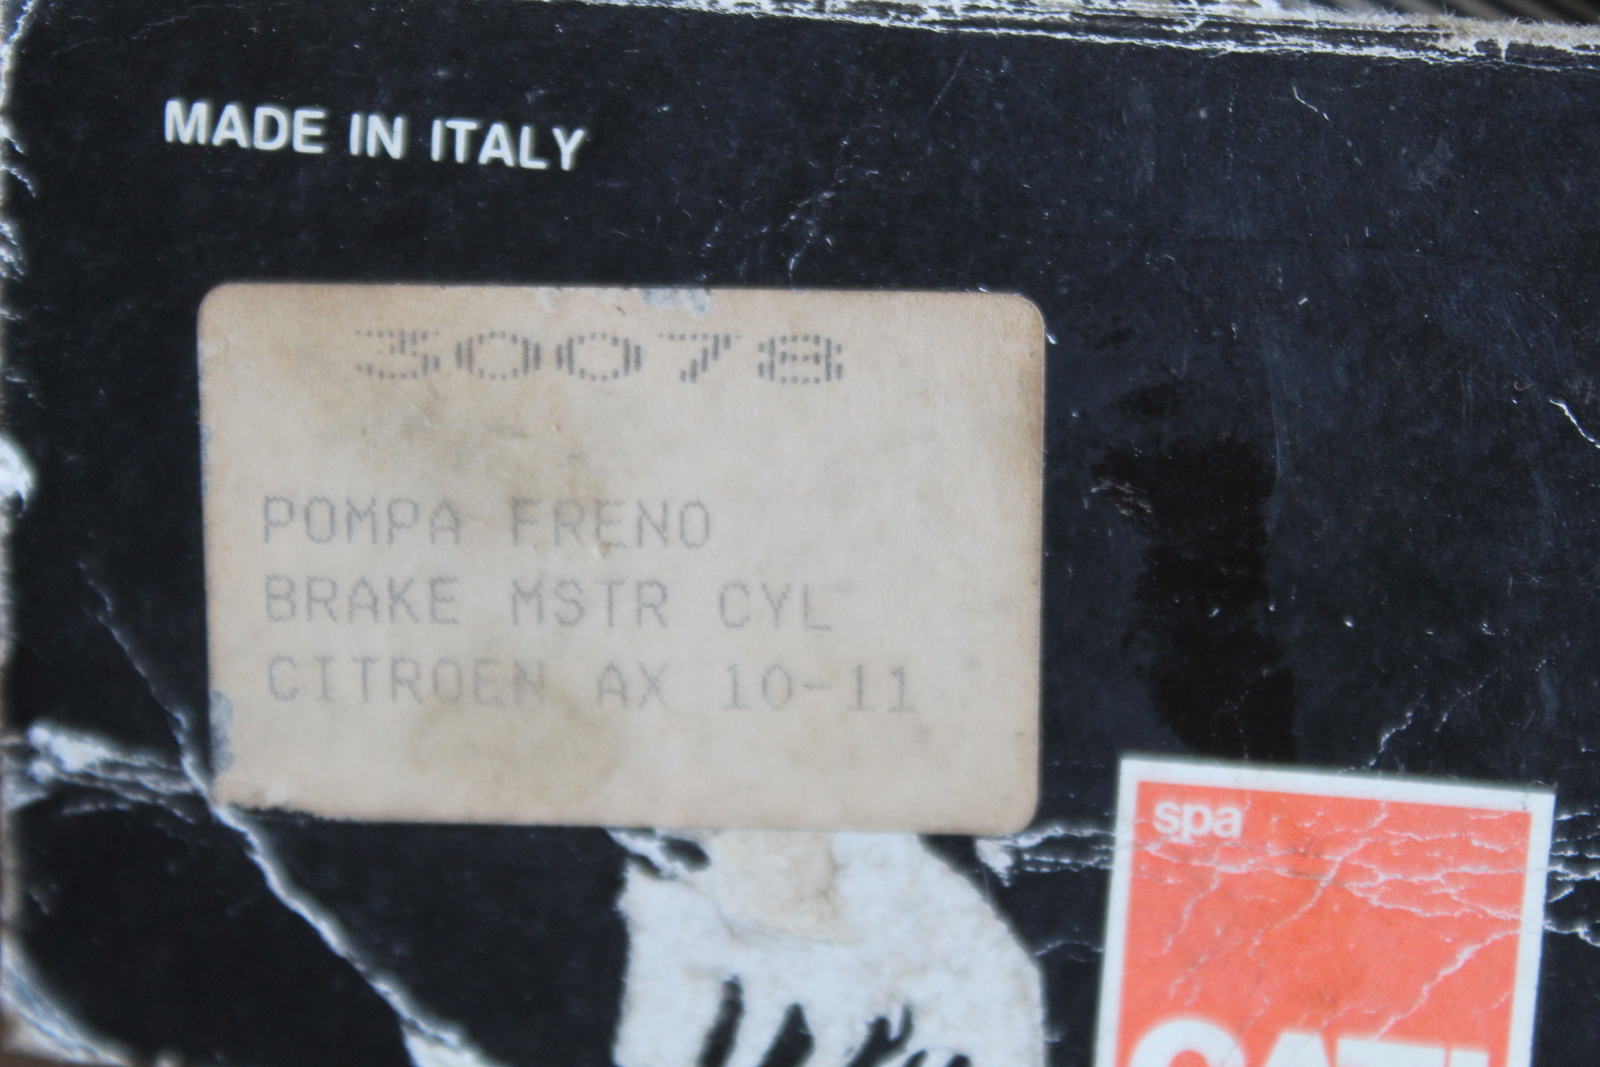 MADE IN ITALY
30078
POMPA FRENO
BRAKE MSTR CYL
CITROEN AX 10-11
spa